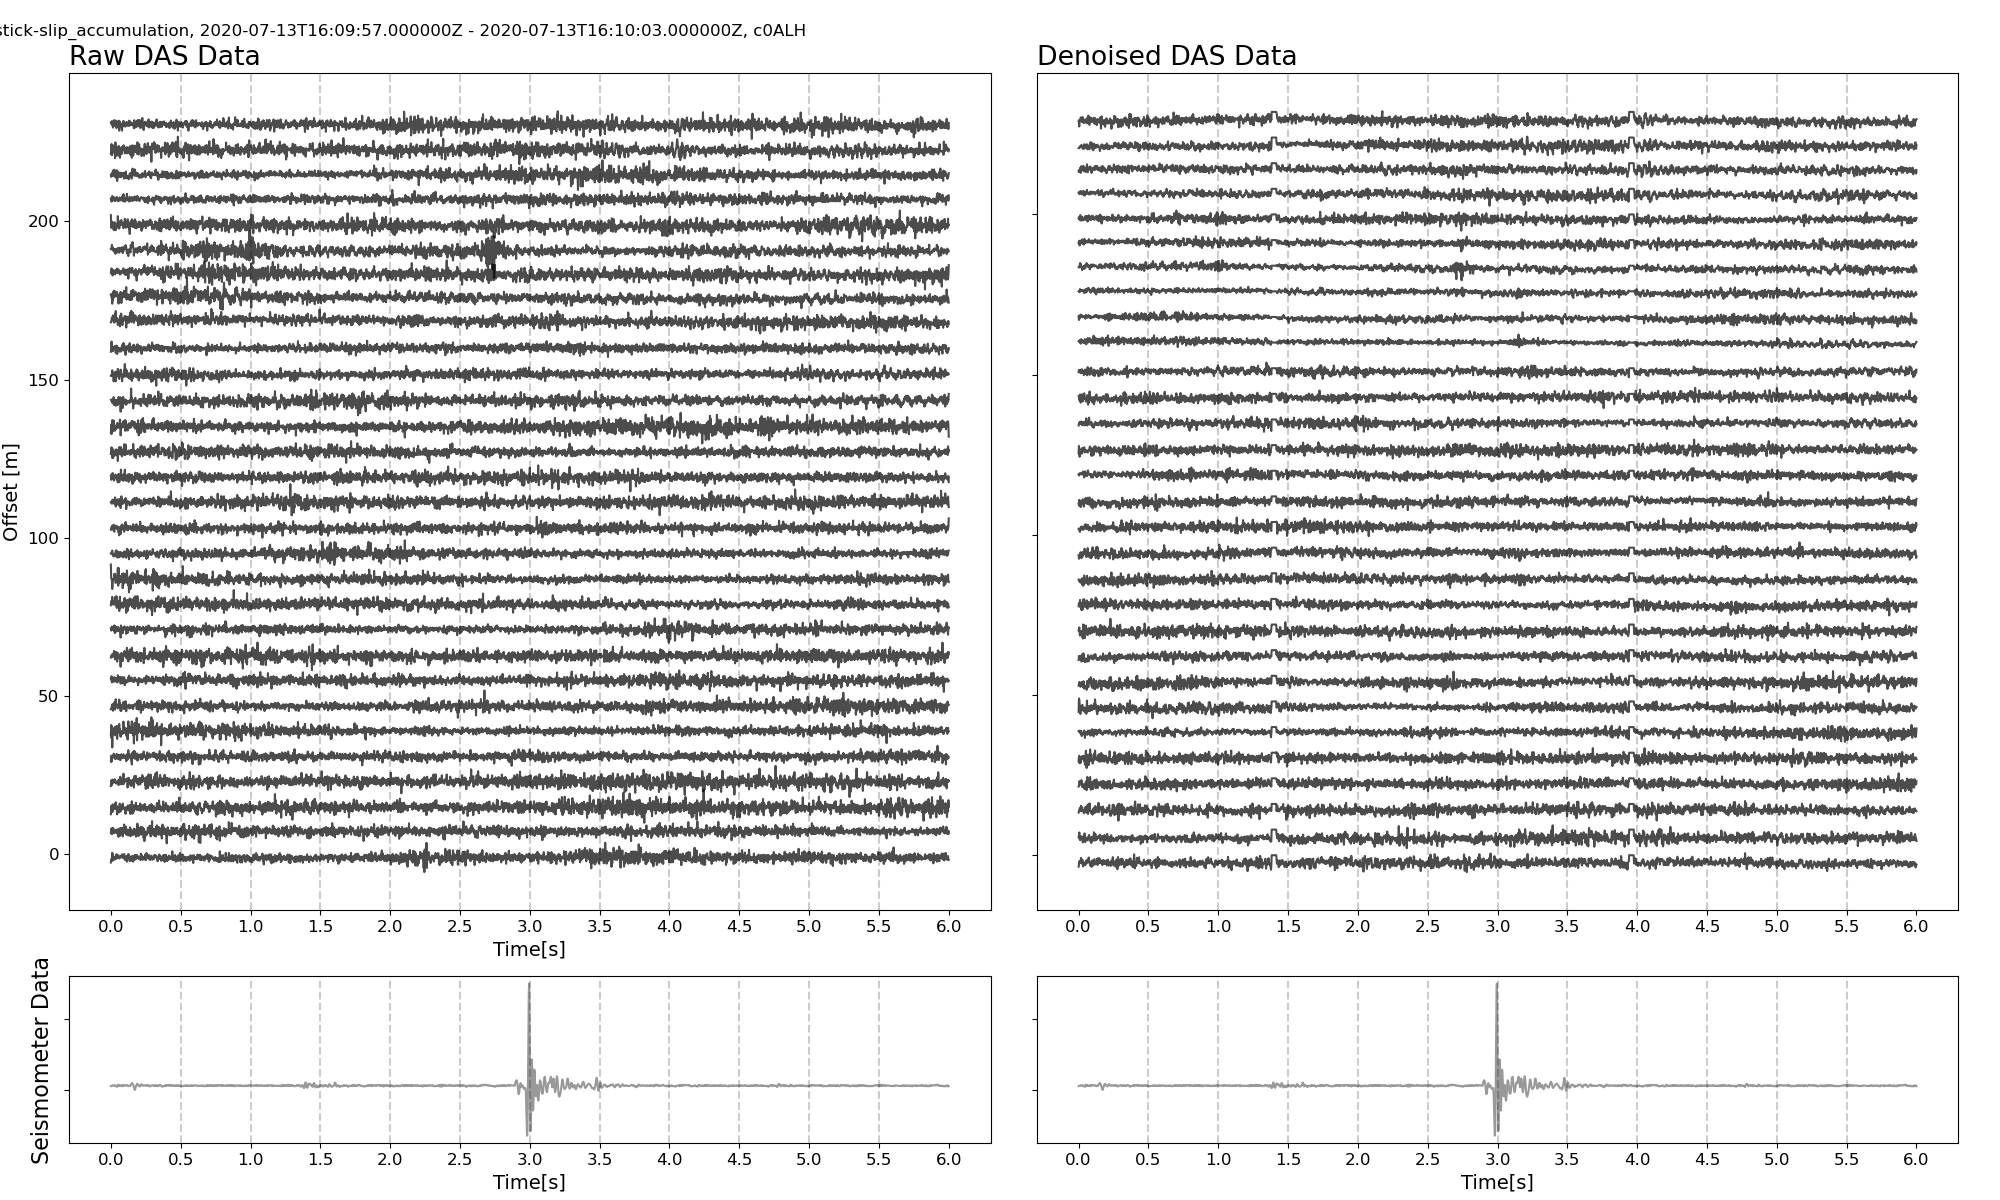 stick-slip_accumulation, 2020-07-13T16:09:57.000000Z - 2020-07-13T16:10:03.000000Z, c0ALH
Raw DAS Data
Denoised DAS Data
Offset [m]
200
150
100
50
0
0.0 0.5 1.0 1.5 2.0 2.5 3.0 3.5 4.0 4.5 5.0 5.5 6.0
Time[s]
0.0 0.5 1.0 1.5 2.0 2.5 3.0 3.5 4.0 4.5 5.0 5.5 6.0
Seismometer Data
0.0 0.5 1.0 1.5 2.0 2.5 3.0 3.5 4.0 4.5 5.0 5.5 6.0
Time[s]
0.0 0.5 1.0 1.5 2.0 2.5 3.0 3.5 4.0 4.5 5.0 5.5 6.0
Time[s]